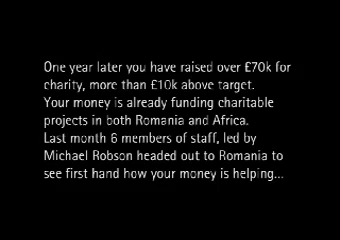 One year later you have raised over £70k for
charity, more than £10k above target.
Your money is already funding charitable
projects in both Romania and Africa.
Last month 6 members of staff, led by
Michael Robson headed out to Romania to
see first hand how your money is helping...